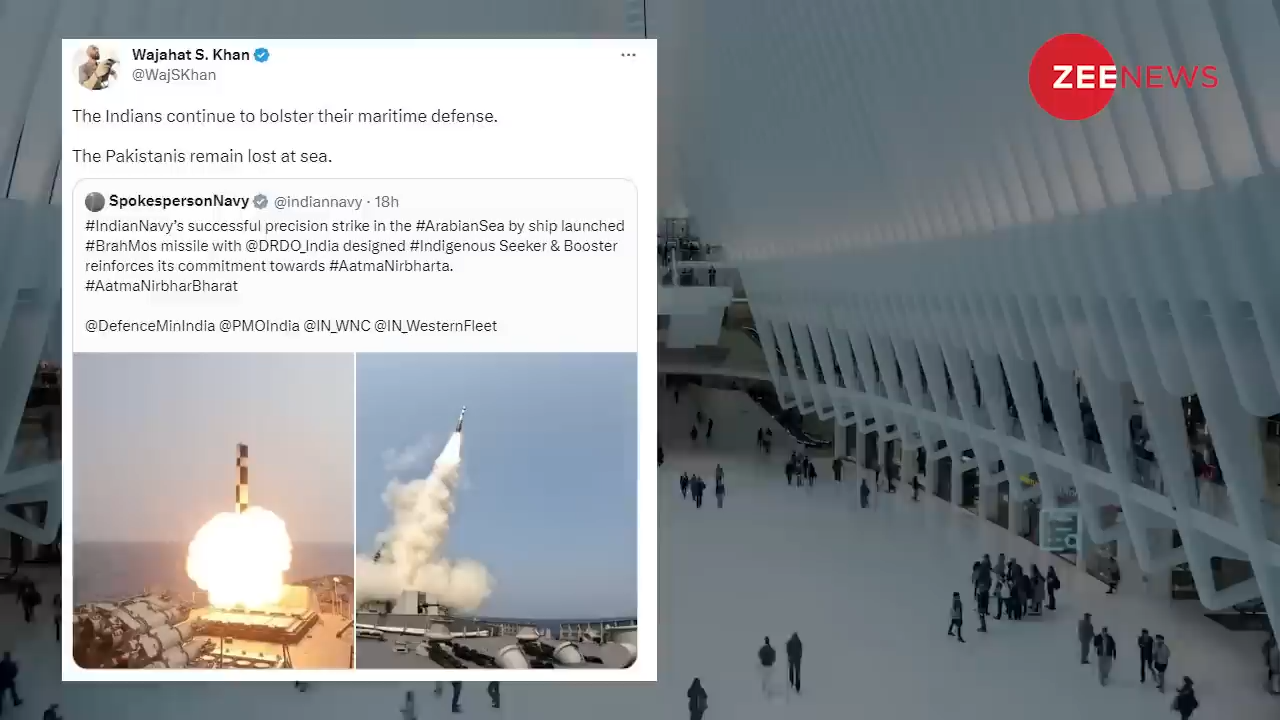 Wajahat S. Khan
@WajSKhan
The Indians continue to bolster their maritime defense.
The Pakistanis remain lost at sea.
SpokespersonNavy @indiannavy · 18h
#IndianNavy's successful precision strike in the #ArabianSea by ship launched
#BrahMos missile with @DRDO_India designed #Indigenous Seeker & Booster
reinforces its commitment towards #AatmaNirbharta.
#AatmaNirbharBharat
@DefenceMinIndia @PMOIndia @IN_WNC @IN_WesternFleet
ZEENEWS